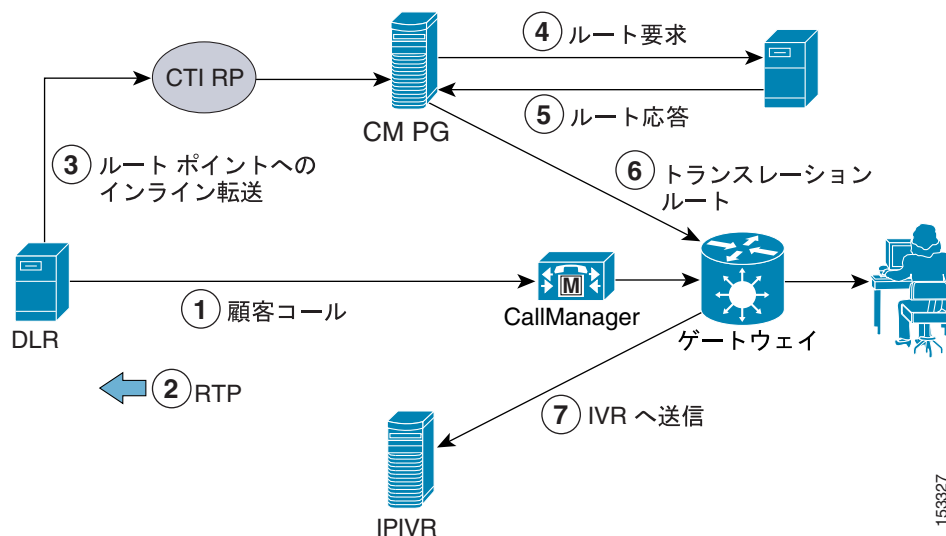 CTI RP
CM PG
4 ルート要求
5 ルート応答
3 ルート ポイントへの
インライン転送
6 トランスレーション
ルート
DLR
1 顧客コール
M
CallManager
ゲートウェイ
2 RTP
7 IVR へ送信
IPIVR
153327